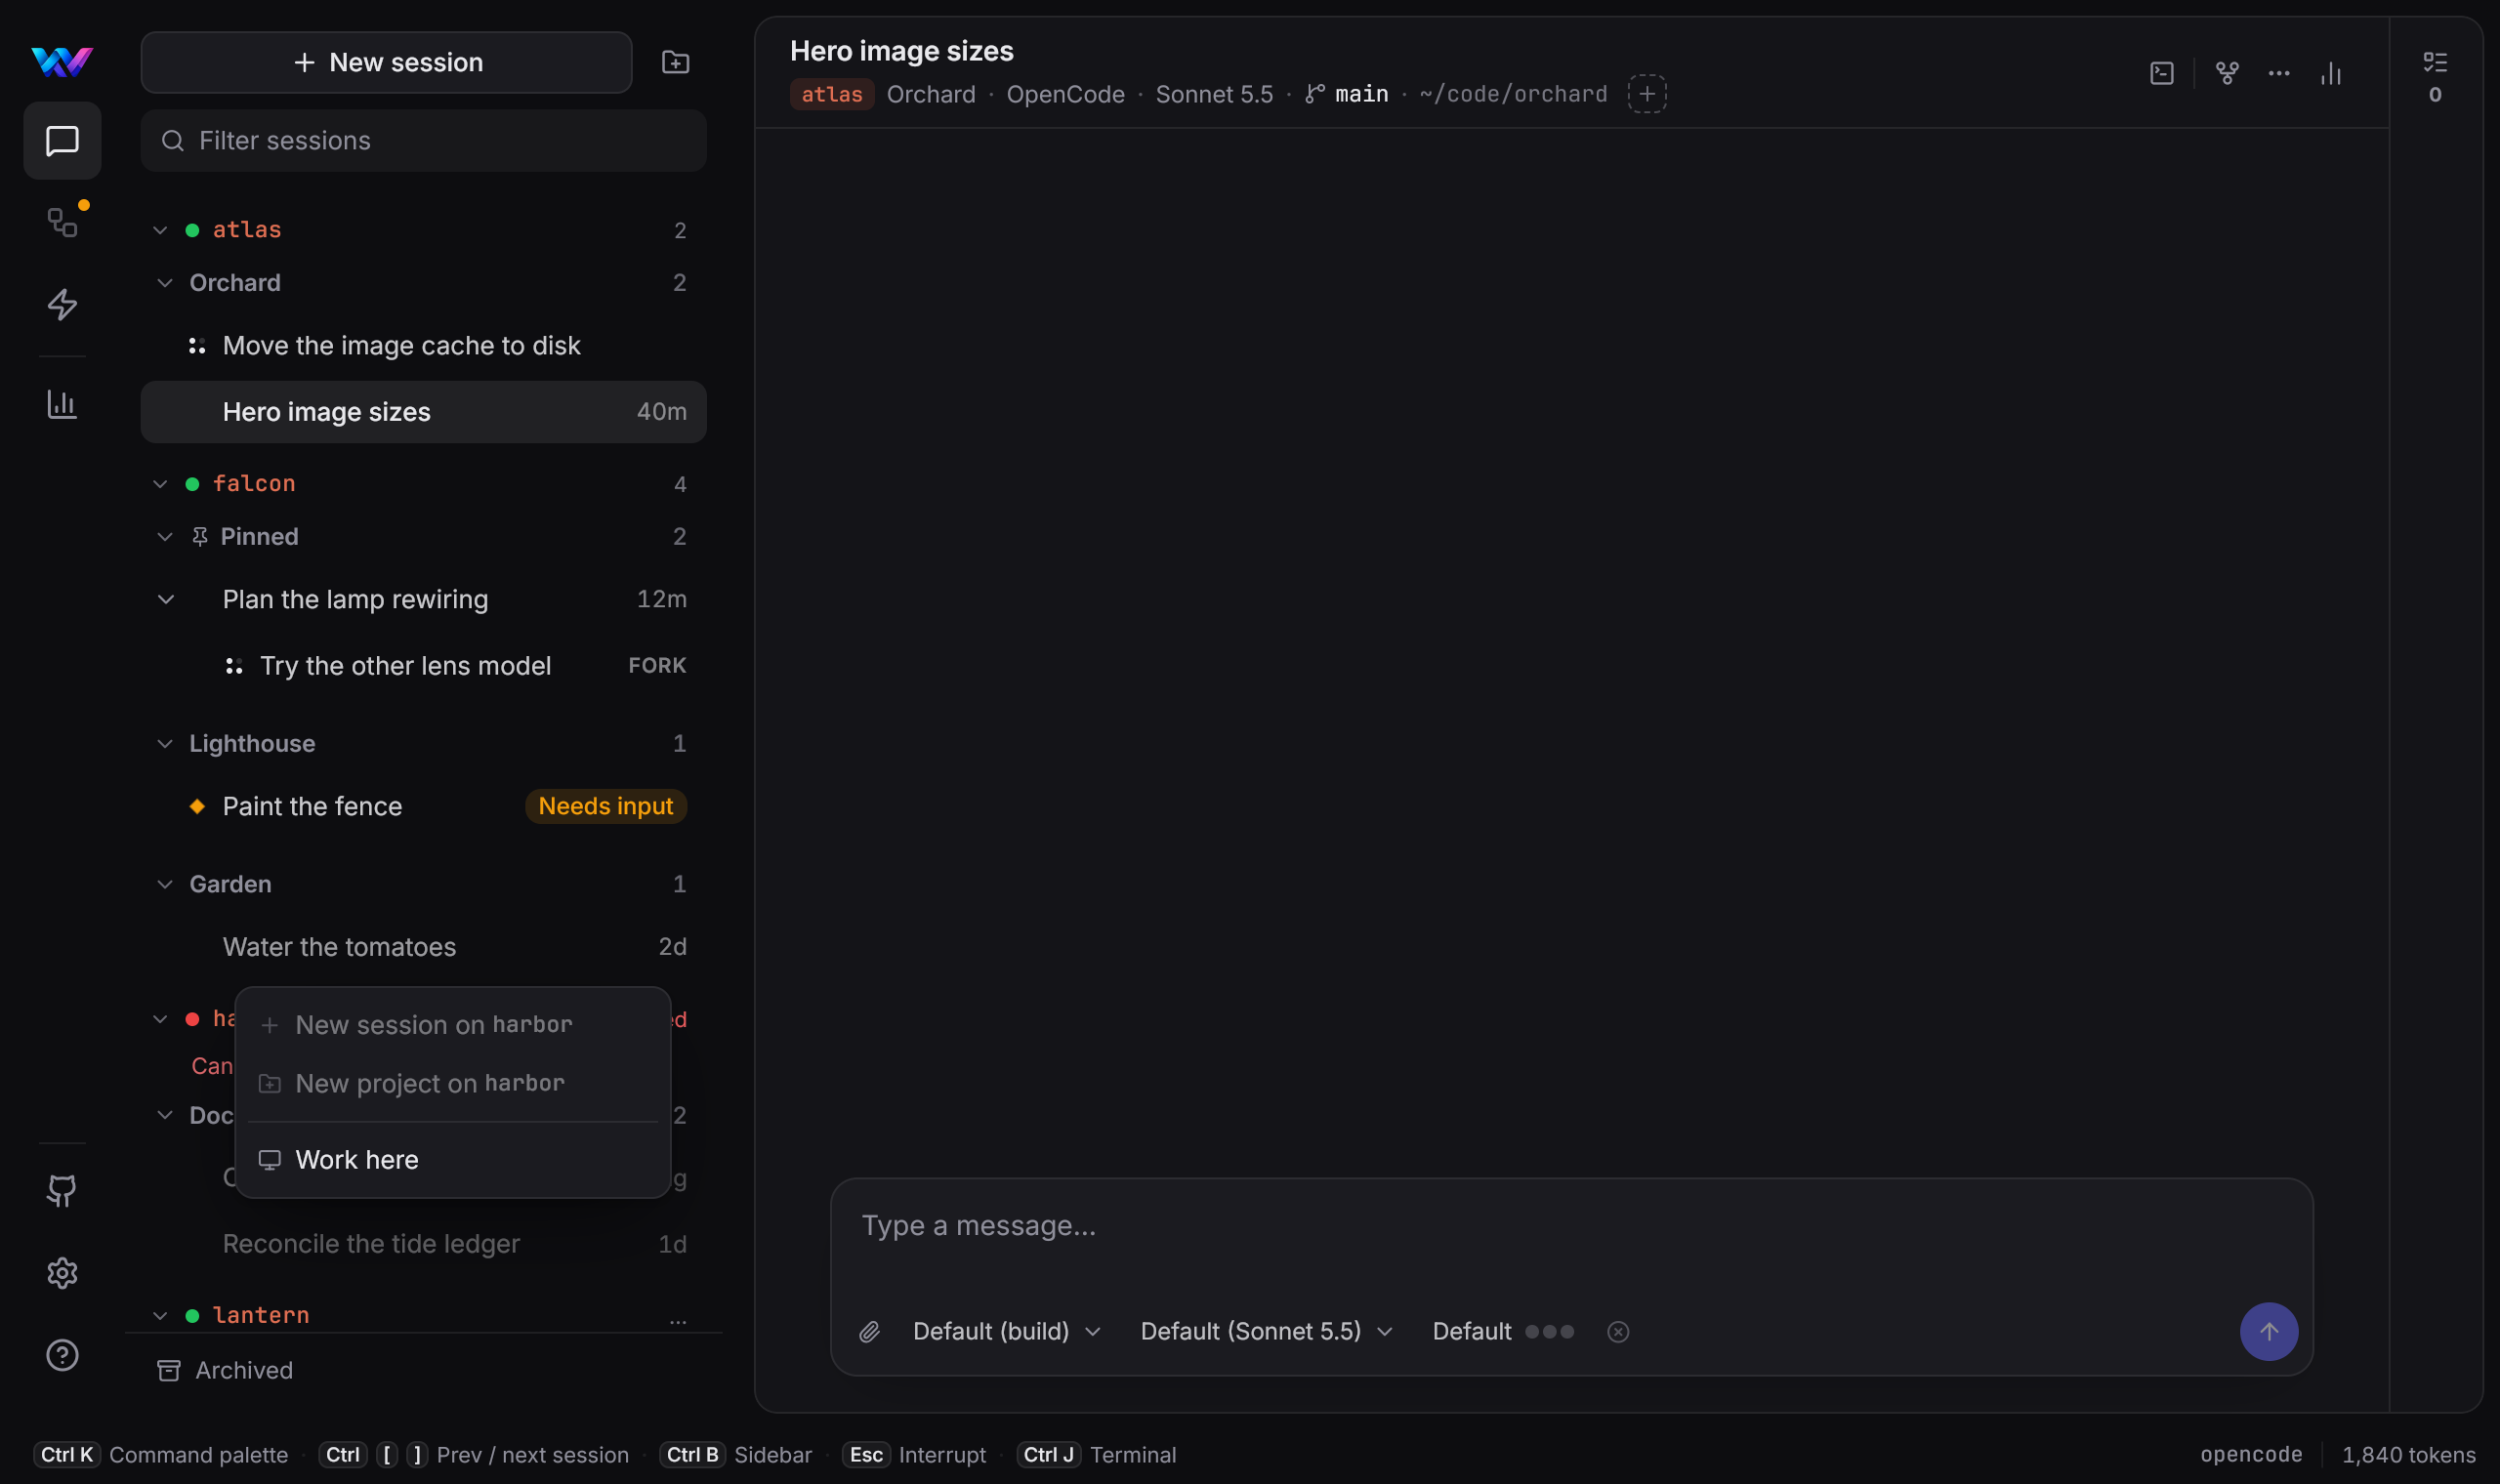 New session
Filter sessions
atlas 2
Orchard 2
Move the image cache to disk
Hero image sizes 40m
falcon 4
Pinned 2
Plan the lamp rewiring 12m
Try the other lens model FORK
Lighthouse 1
Paint the fence Needs input
Garden 1
Water the tomatoes 2d
New session on harbor
New project on harbor
2
Work here
Reconcile the tide ledger 1d
lantern ...
Archived
Hero image sizes
atlas Orchard · OpenCode · Sonnet 5.5 · main · ~/code/orchard
0
Type a message...
Default (build) Default (Sonnet 5.5) Default
Ctrl K Command palette · Ctrl [ ] Prev / next session · Ctrl B Sidebar · Esc Interrupt · Ctrl J Terminal
opencode 1,840 tokens